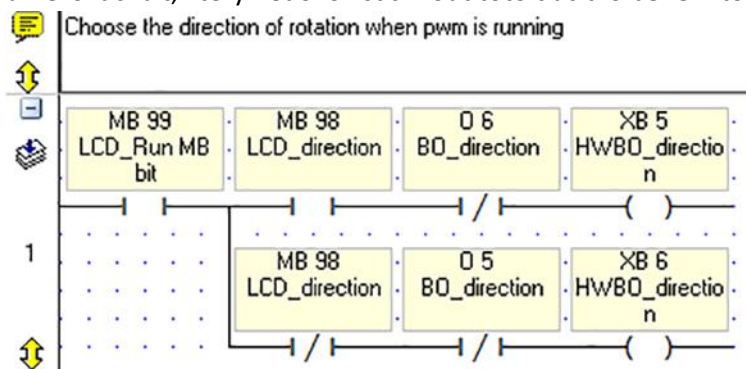 Choose the direction of rotation when pwm is running
MB 99
LCD_Run MB
bit
MB 98
LCD_direction
O 6
BO_direction
XB 5
HWBO_directio
n
1
MB 98
LCD_direction
O 5
BO_direction
XB 6
HWBO_directio
n